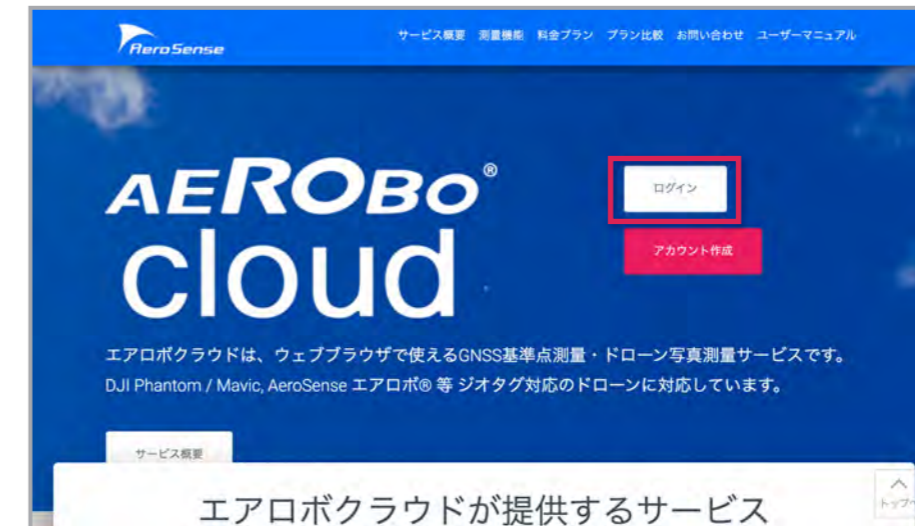 AeroSense
サービス概要 測量機能 料金プラン プラン比較 お問い合わせ ユーザーマニュアル
AEROBO®
cloud
ログイン
アカウント作成
エアロボクラウドは、ウェブブラウザで使えるGNSS基準点測量・ドローン写真測量サービスです。
DJI Phantom / Mavic, AeroSense エアロボ® 等 ジオタグ対応のドローンに対応しています。
サービス概要
エアロボクラウドが提供するサービス
トップへ